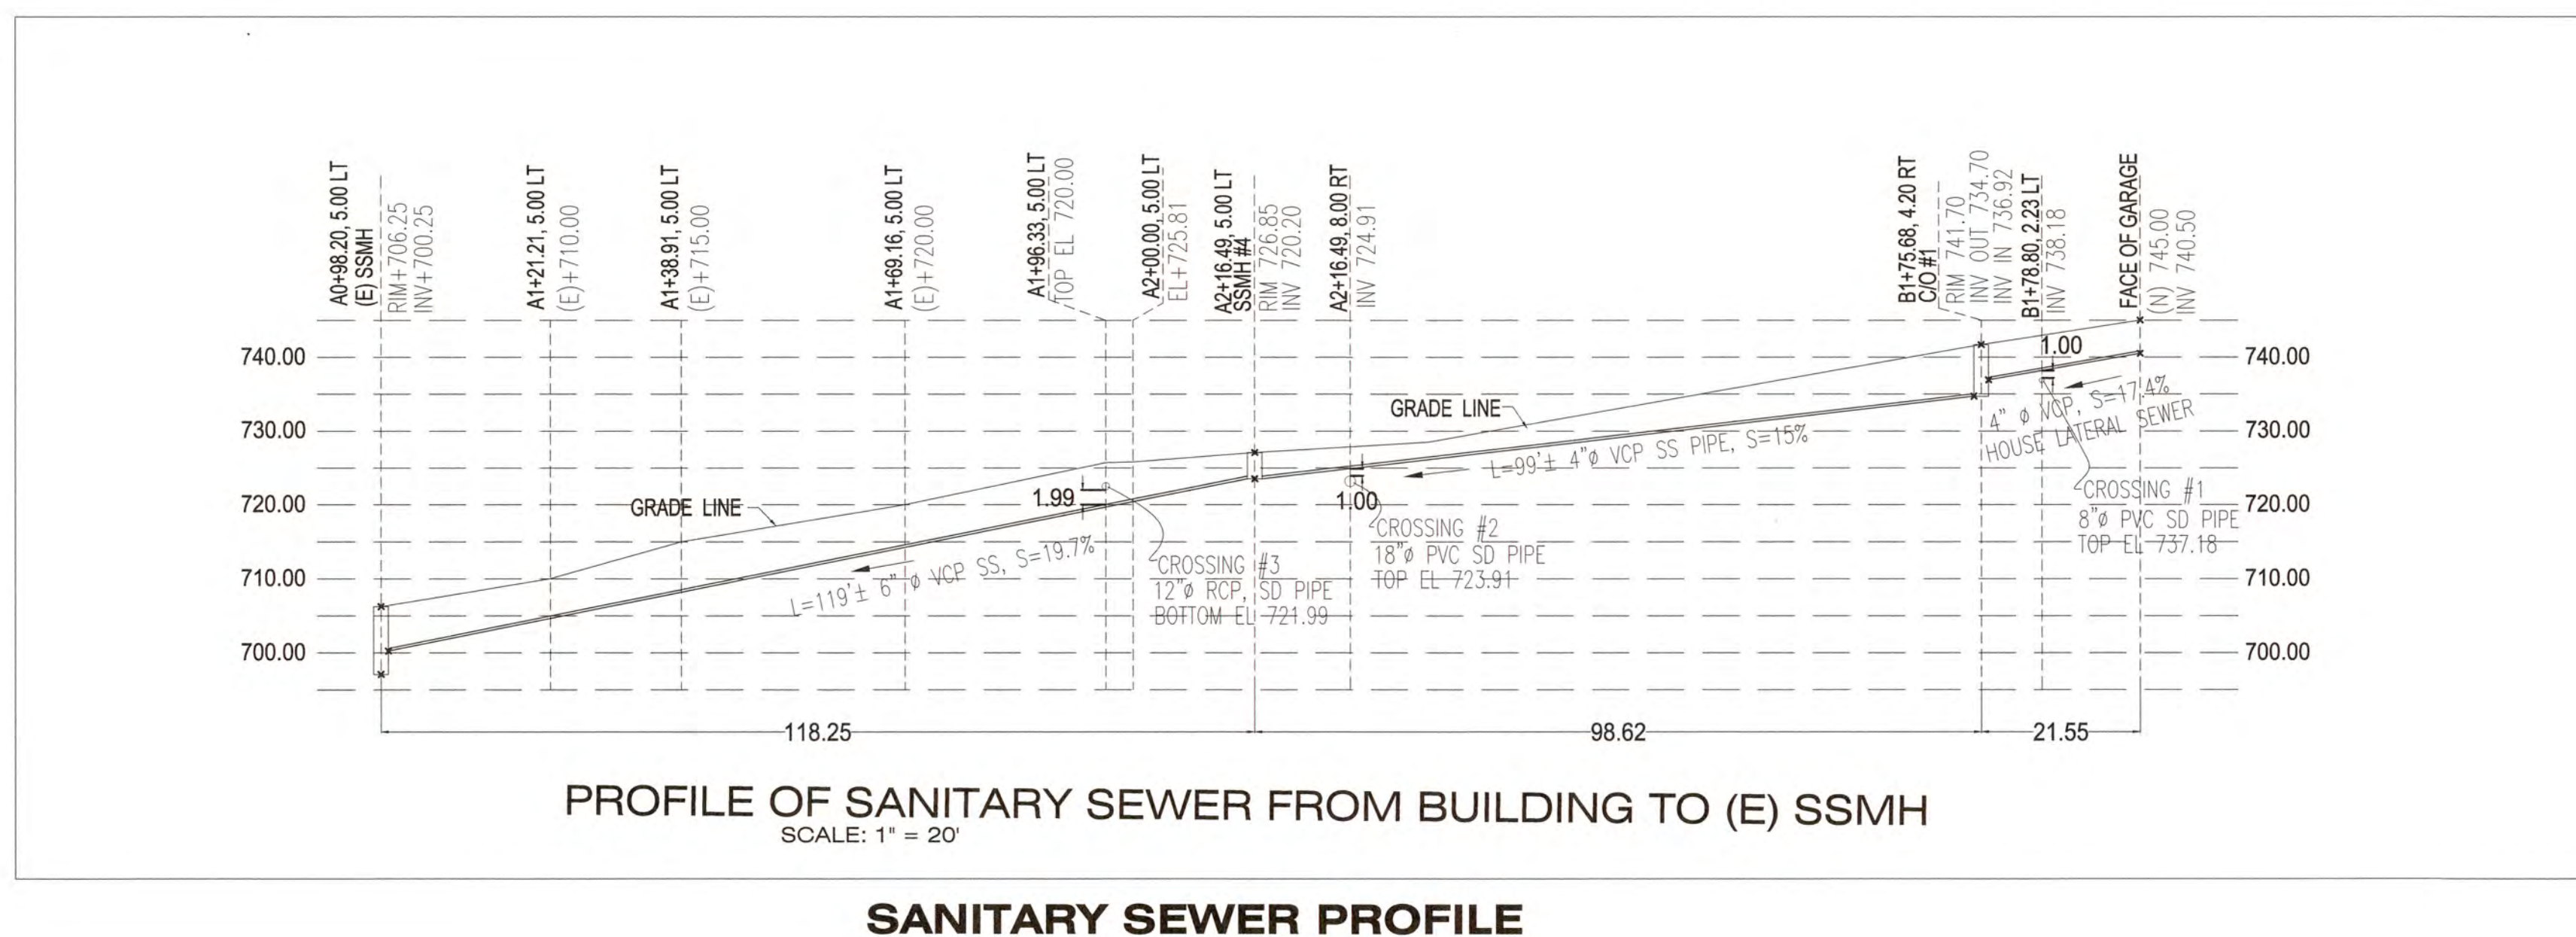 A0+98.20, 5.00 LT
(E) SSMH
RIM+706.25
INV+700.25
A1+21.21, 5.00 LT
(E)+710.00
A1+38.91, 5.00 LT
(E)+715.00
A1+69.16, 5.00 LT
(E)+720.00
A1+96.33, 5.00 LT
TOP EL 720.00
A2+00.00, 5.00 LT
EL+725.81
A2+16.49, 5.00 LT
SSMH #4
RIM 726.85
INV 720.20
A2+16.49, 8.00 RT
INV 724.91
B1+75.68, 4.20 RT
C/O #1
RIM 741.70
INV OUT 734.70
INV IN 736.92
B1+78.80, 2.23 LT
INV 738.18
FACE OF GARAGE
(N) 745.00
INV 740.50
740.00
730.00
720.00
710.00
700.00
740.00
730.00
720.00
710.00
700.00
GRADE LINE
GRADE LINE
1.99
1.00
1.00
L=119'± 6" ø VCP SS, S=19.7%
L=99'± 4"ø VCP SS PIPE, S=15%
4" ø VCP, S=17.4%
HOUSE LATERAL SEWER
CROSSING #3
12"ø RCP, SD PIPE
BOTTOM EL 721.99
CROSSING #2
18"ø PVC SD PIPE
TOP EL 723.91
CROSSING #1
8"ø PVC SD PIPE
TOP EL 737.18
118.25
98.62
21.55
PROFILE OF SANITARY SEWER FROM BUILDING TO (E) SSMH
SCALE: 1" = 20'
SANITARY SEWER PROFILE